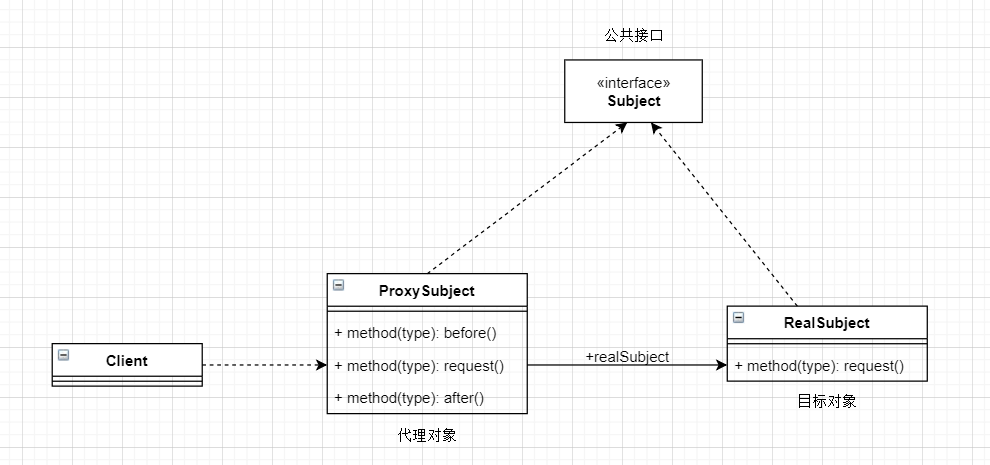 公共接口
«interface»
Subject
ProxySubject
+ method(type): before()
+ method(type): request()
+ method(type): after()
代理对象
Client
+realSubject
RealSubject
+ method(type): request()
目标对象